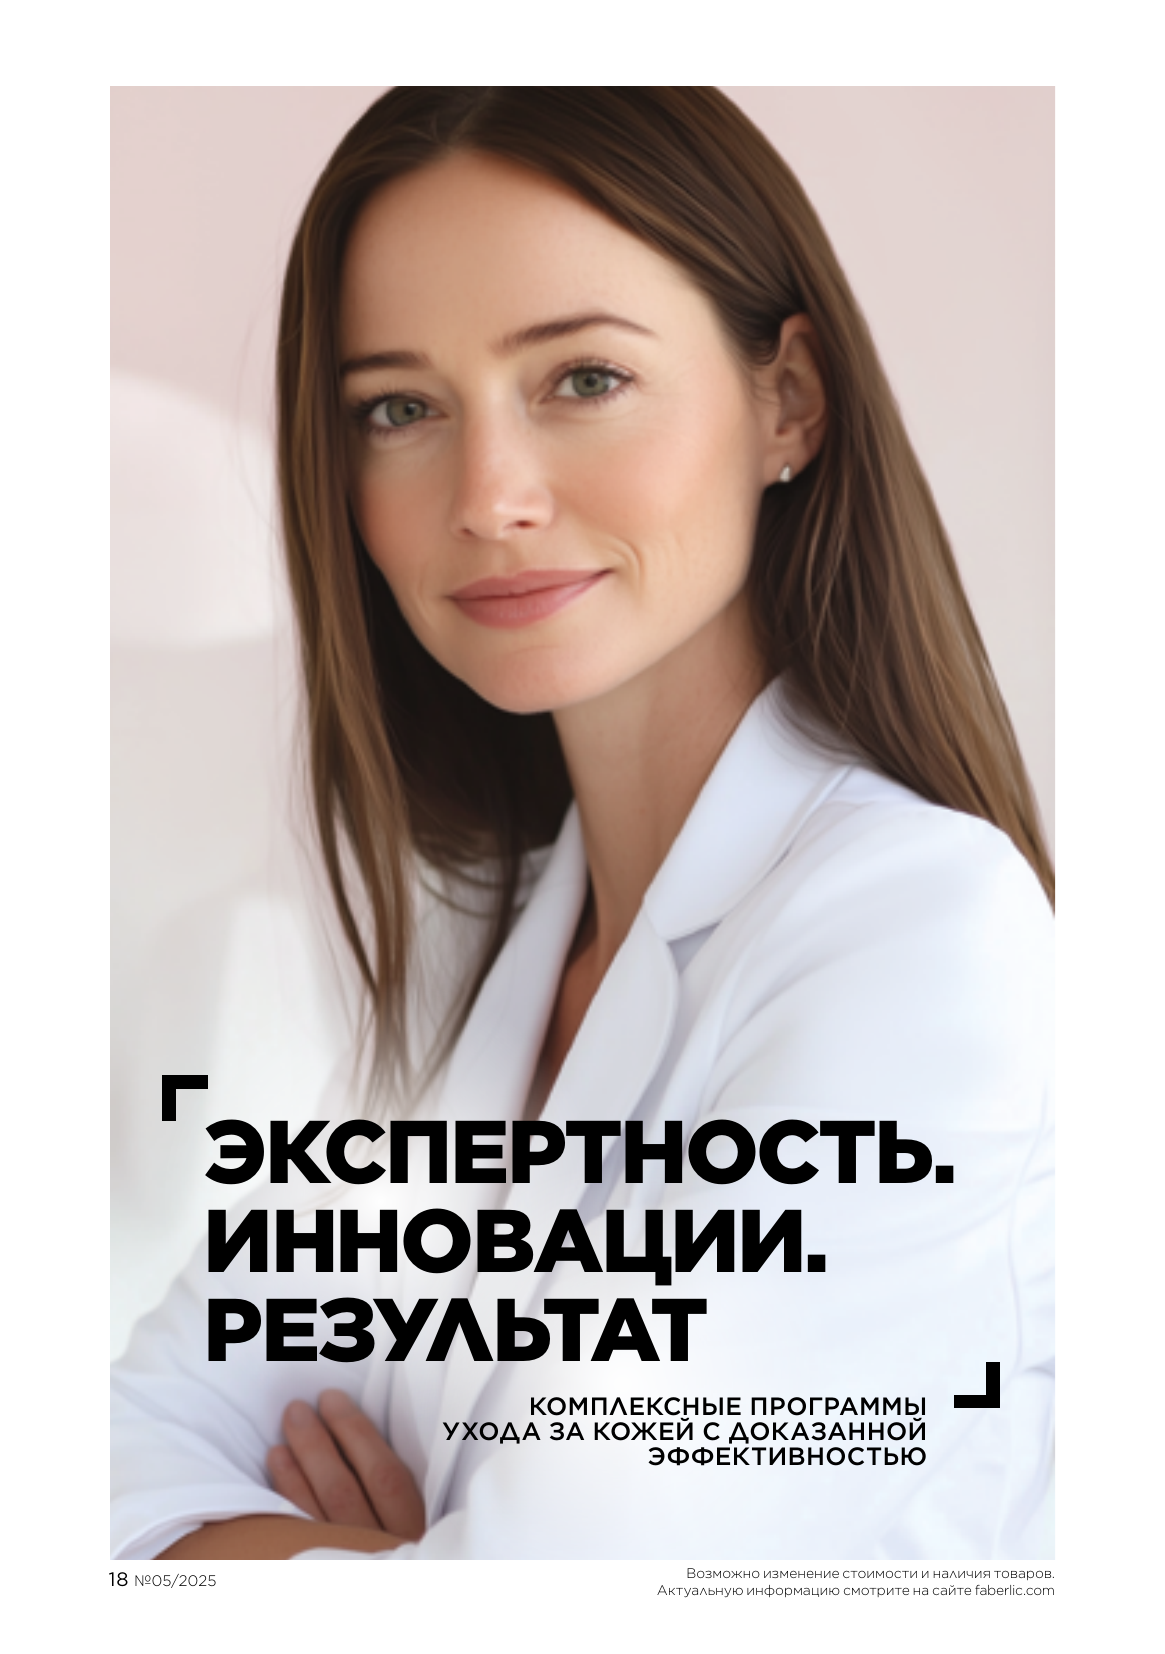 ЭКСПЕРТНОСТЬ.
ИННОВАЦИИ.
РЕЗУЛЬТАТ
КОМПЛЕКСНЫЕ ПРОГРАММЫ
УХОДА ЗА КОЖЕЙ С ДОКАЗАННОЙ
ЭФФЕКТИВНОСТЬЮ
18 №05/2025
Возможно изменение стоимости и наличия товаров.
Актуальную информацию смотрите на сайте faberlic.com